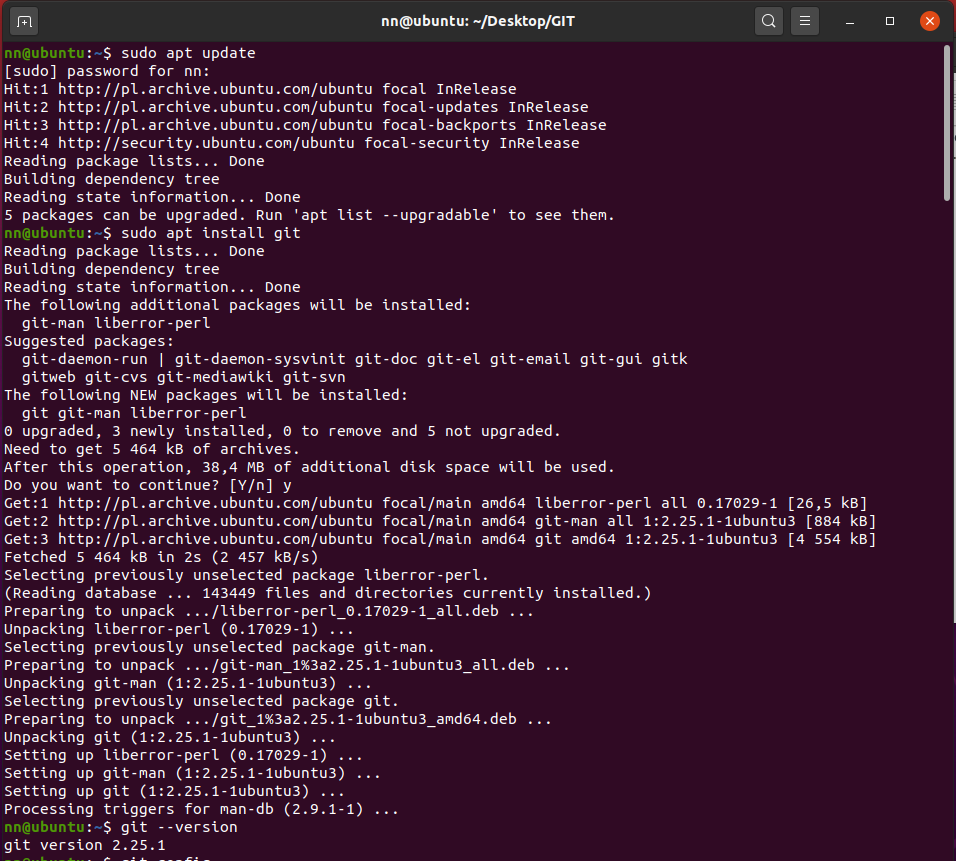 nn@ubuntu: ~/Desktop/GIT
nn@ubuntu:~$ sudo apt update
[sudo] password for nn:
Hit:1 http://pl.archive.ubuntu.com/ubuntu focal InRelease
Hit:2 http://pl.archive.ubuntu.com/ubuntu focal-updates InRelease
Hit:3 http://pl.archive.ubuntu.com/ubuntu focal-backports InRelease
Hit:4 http://security.ubuntu.com/ubuntu focal-security InRelease
Reading package lists... Done
Building dependency tree
Reading state information... Done
5 packages can be upgraded. Run 'apt list --upgradable' to see them.
nn@ubuntu:~$ sudo apt install git
Reading package lists... Done
Building dependency tree
Reading state information... Done
The following additional packages will be installed:
  git-man liberror-perl
Suggested packages:
  git-daemon-run | git-daemon-sysvinit git-doc git-el git-email git-gui gitk
  gitweb git-cvs git-mediawiki git-svn
The following NEW packages will be installed:
  git git-man liberror-perl
0 upgraded, 3 newly installed, 0 to remove and 5 not upgraded.
Need to get 5 464 kB of archives.
After this operation, 38,4 MB of additional disk space will be used.
Do you want to continue? [Y/n] y
Get:1 http://pl.archive.ubuntu.com/ubuntu focal/main amd64 liberror-perl all 0.17029-1 [26,5 kB]
Get:2 http://pl.archive.ubuntu.com/ubuntu focal/main amd64 git-man all 1:2.25.1-1ubuntu3 [884 kB]
Get:3 http://pl.archive.ubuntu.com/ubuntu focal/main amd64 git amd64 1:2.25.1-1ubuntu3 [4 554 kB]
Fetched 5 464 kB in 2s (2 457 kB/s)
Selecting previously unselected package liberror-perl.
(Reading database ... 143449 files and directories currently installed.)
Preparing to unpack .../liberror-perl_0.17029-1_all.deb ...
Unpacking liberror-perl (0.17029-1) ...
Selecting previously unselected package git-man.
Preparing to unpack .../git-man_1%3a2.25.1-1ubuntu3_all.deb ...
Unpacking git-man (1:2.25.1-1ubuntu3) ...
Selecting previously unselected package git.
Preparing to unpack .../git_1%3a2.25.1-1ubuntu3_amd64.deb ...
Unpacking git (1:2.25.1-1ubuntu3) ...
Setting up liberror-perl (0.17029-1) ...
Setting up git-man (1:2.25.1-1ubuntu3) ...
Setting up git (1:2.25.1-1ubuntu3) ...
Processing triggers for man-db (2.9.1-1) ...
nn@ubuntu:~$ git --version
git version 2.25.1
nn@ubuntu:~$ git config